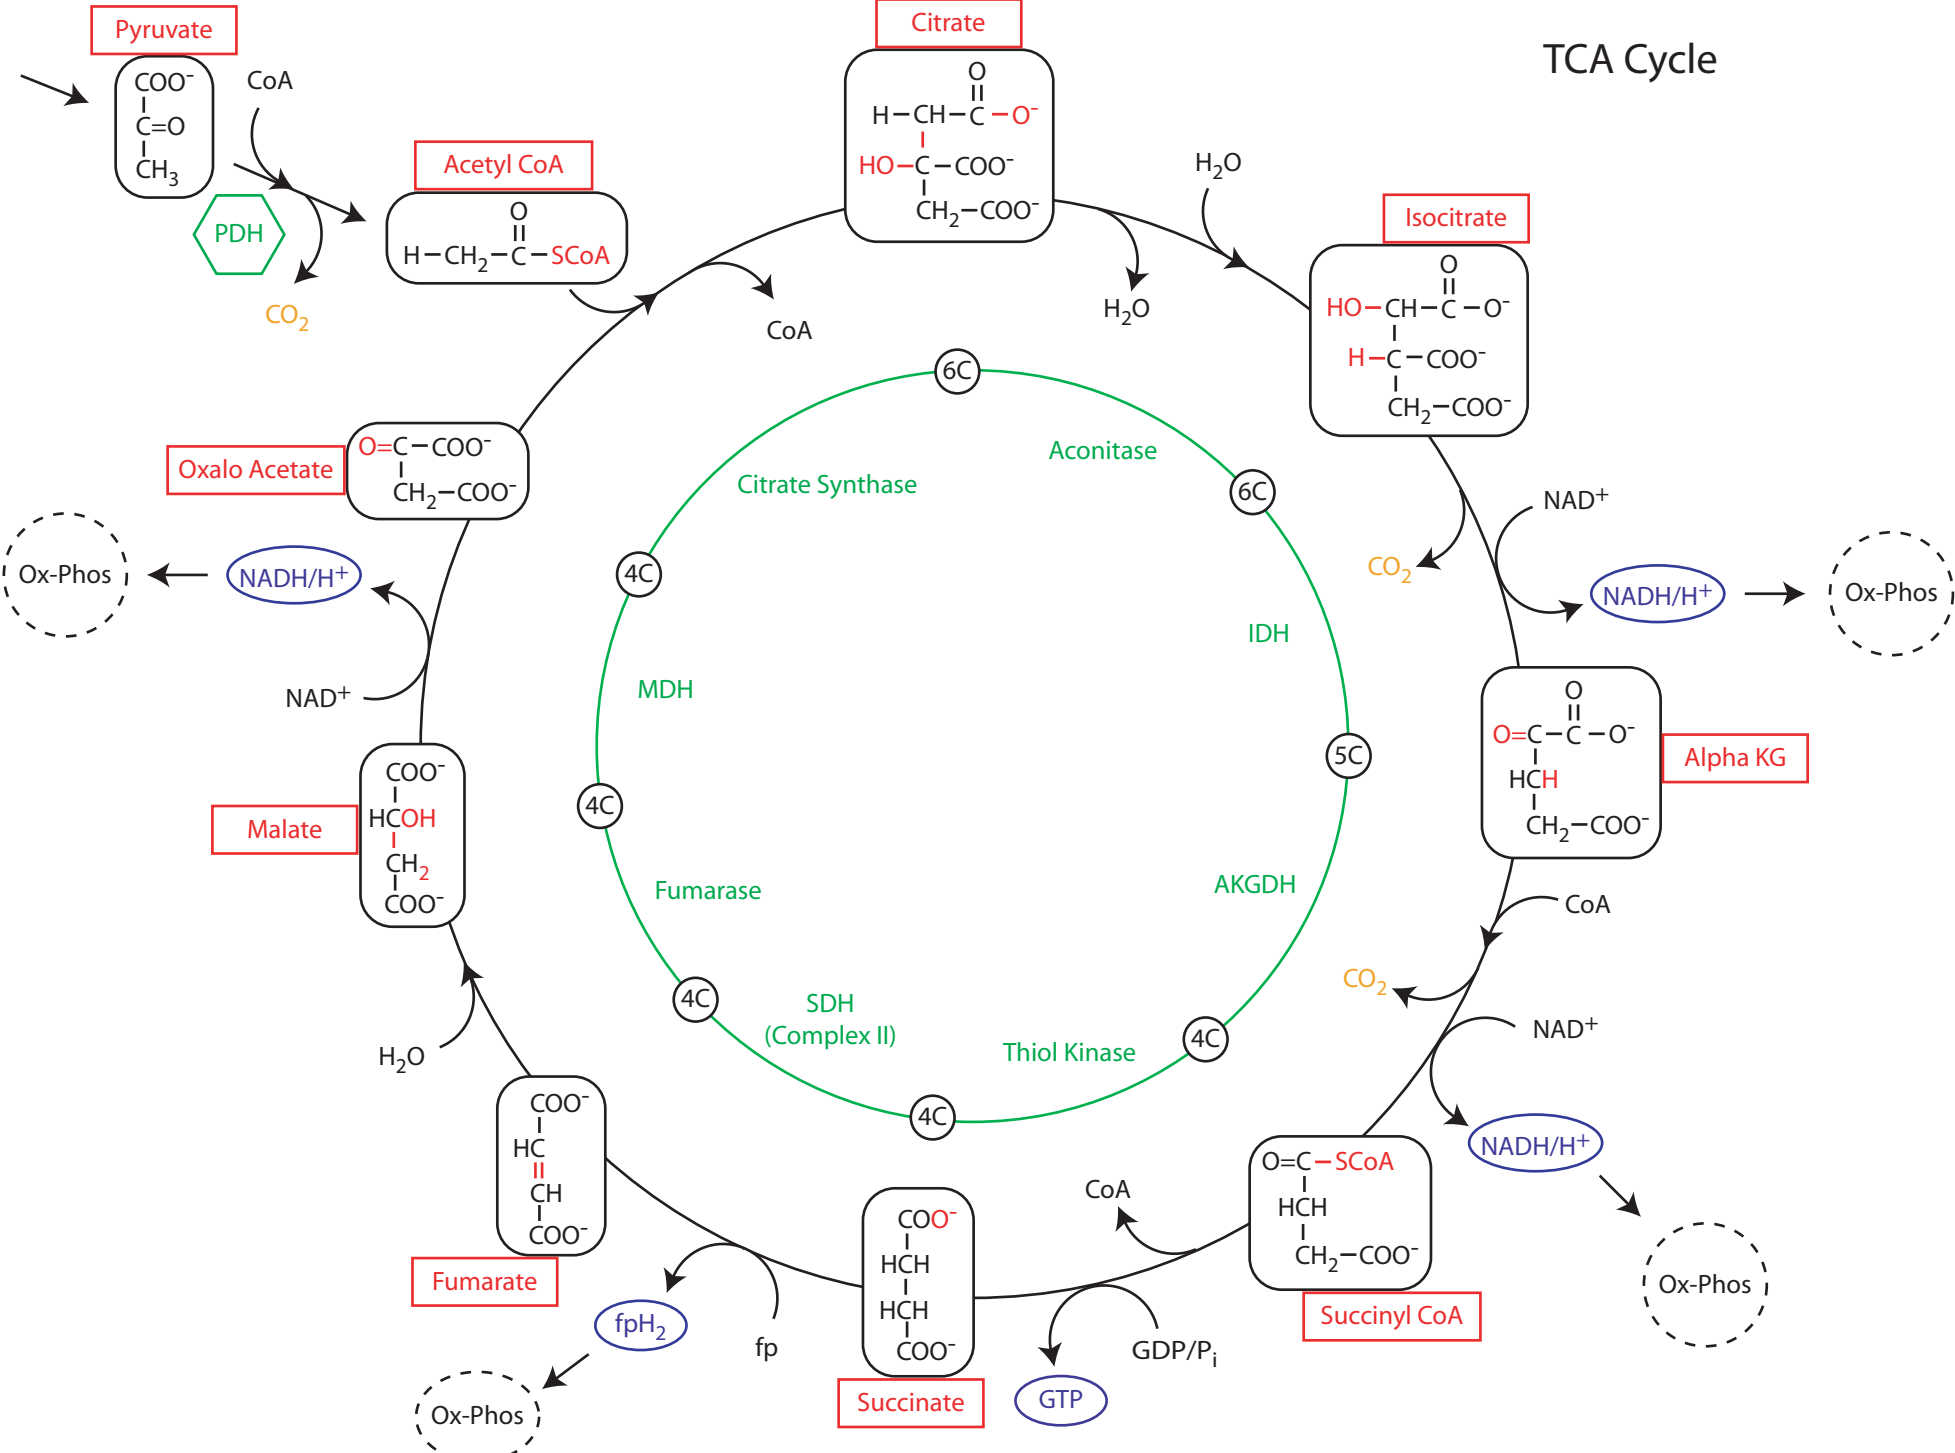 TCA Cycle
Pyruvate
COO⁻
C=O
CH₃
CoA
PDH
CO₂
Acetyl CoA
O
H–CH₂–C–SCoA
CoA
Citrate
O
H–CH–C–O⁻
HO–C–COO⁻
CH₂–COO⁻
H₂O
H₂O
Isocitrate
O
HO–CH–C–O⁻
H–C–COO⁻
CH₂–COO⁻
NAD⁺
CO₂
NADH/H⁺
Ox-Phos
Alpha KG
O
O=C–C–O⁻
HCH
CH₂–COO⁻
CoA
CO₂
NAD⁺
NADH/H⁺
Ox-Phos
Succinyl CoA
O=C–SCoA
HCH
CH₂–COO⁻
CoA
GDP/Pᵢ
GTP
Succinate
COO⁻
HCH
HCH
COO⁻
fp
fpH₂
Ox-Phos
Fumarate
COO⁻
HC
CH
COO⁻
H₂O
Malate
COO⁻
HCOH
CH₂
COO⁻
NAD⁺
NADH/H⁺
Ox-Phos
Oxalo Acetate
O=C–COO⁻
CH₂–COO⁻
6C
Aconitase
6C
IDH
5C
AKGDH
4C
Thiol Kinase
4C
SDH
(Complex II)
4C
Fumarase
4C
MDH
4C
Citrate Synthase